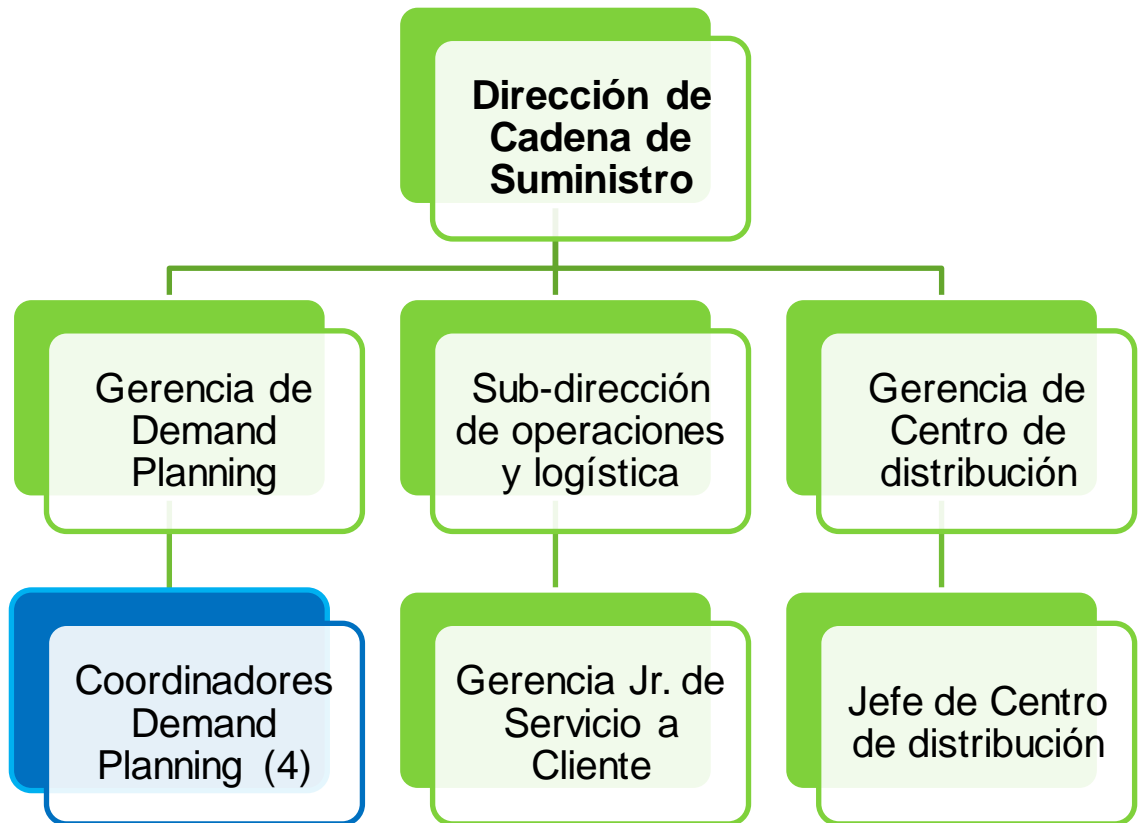 Dirección de
Cadena de
Suministro
Gerencia de
Demand
Planning
Sub-dirección
de operaciones
y logística
Gerencia de
Centro de
distribución
Coordinadores
Demand
Planning (4)
Gerencia Jr. de
Servicio a
Cliente
Jefe de Centro
de distribución